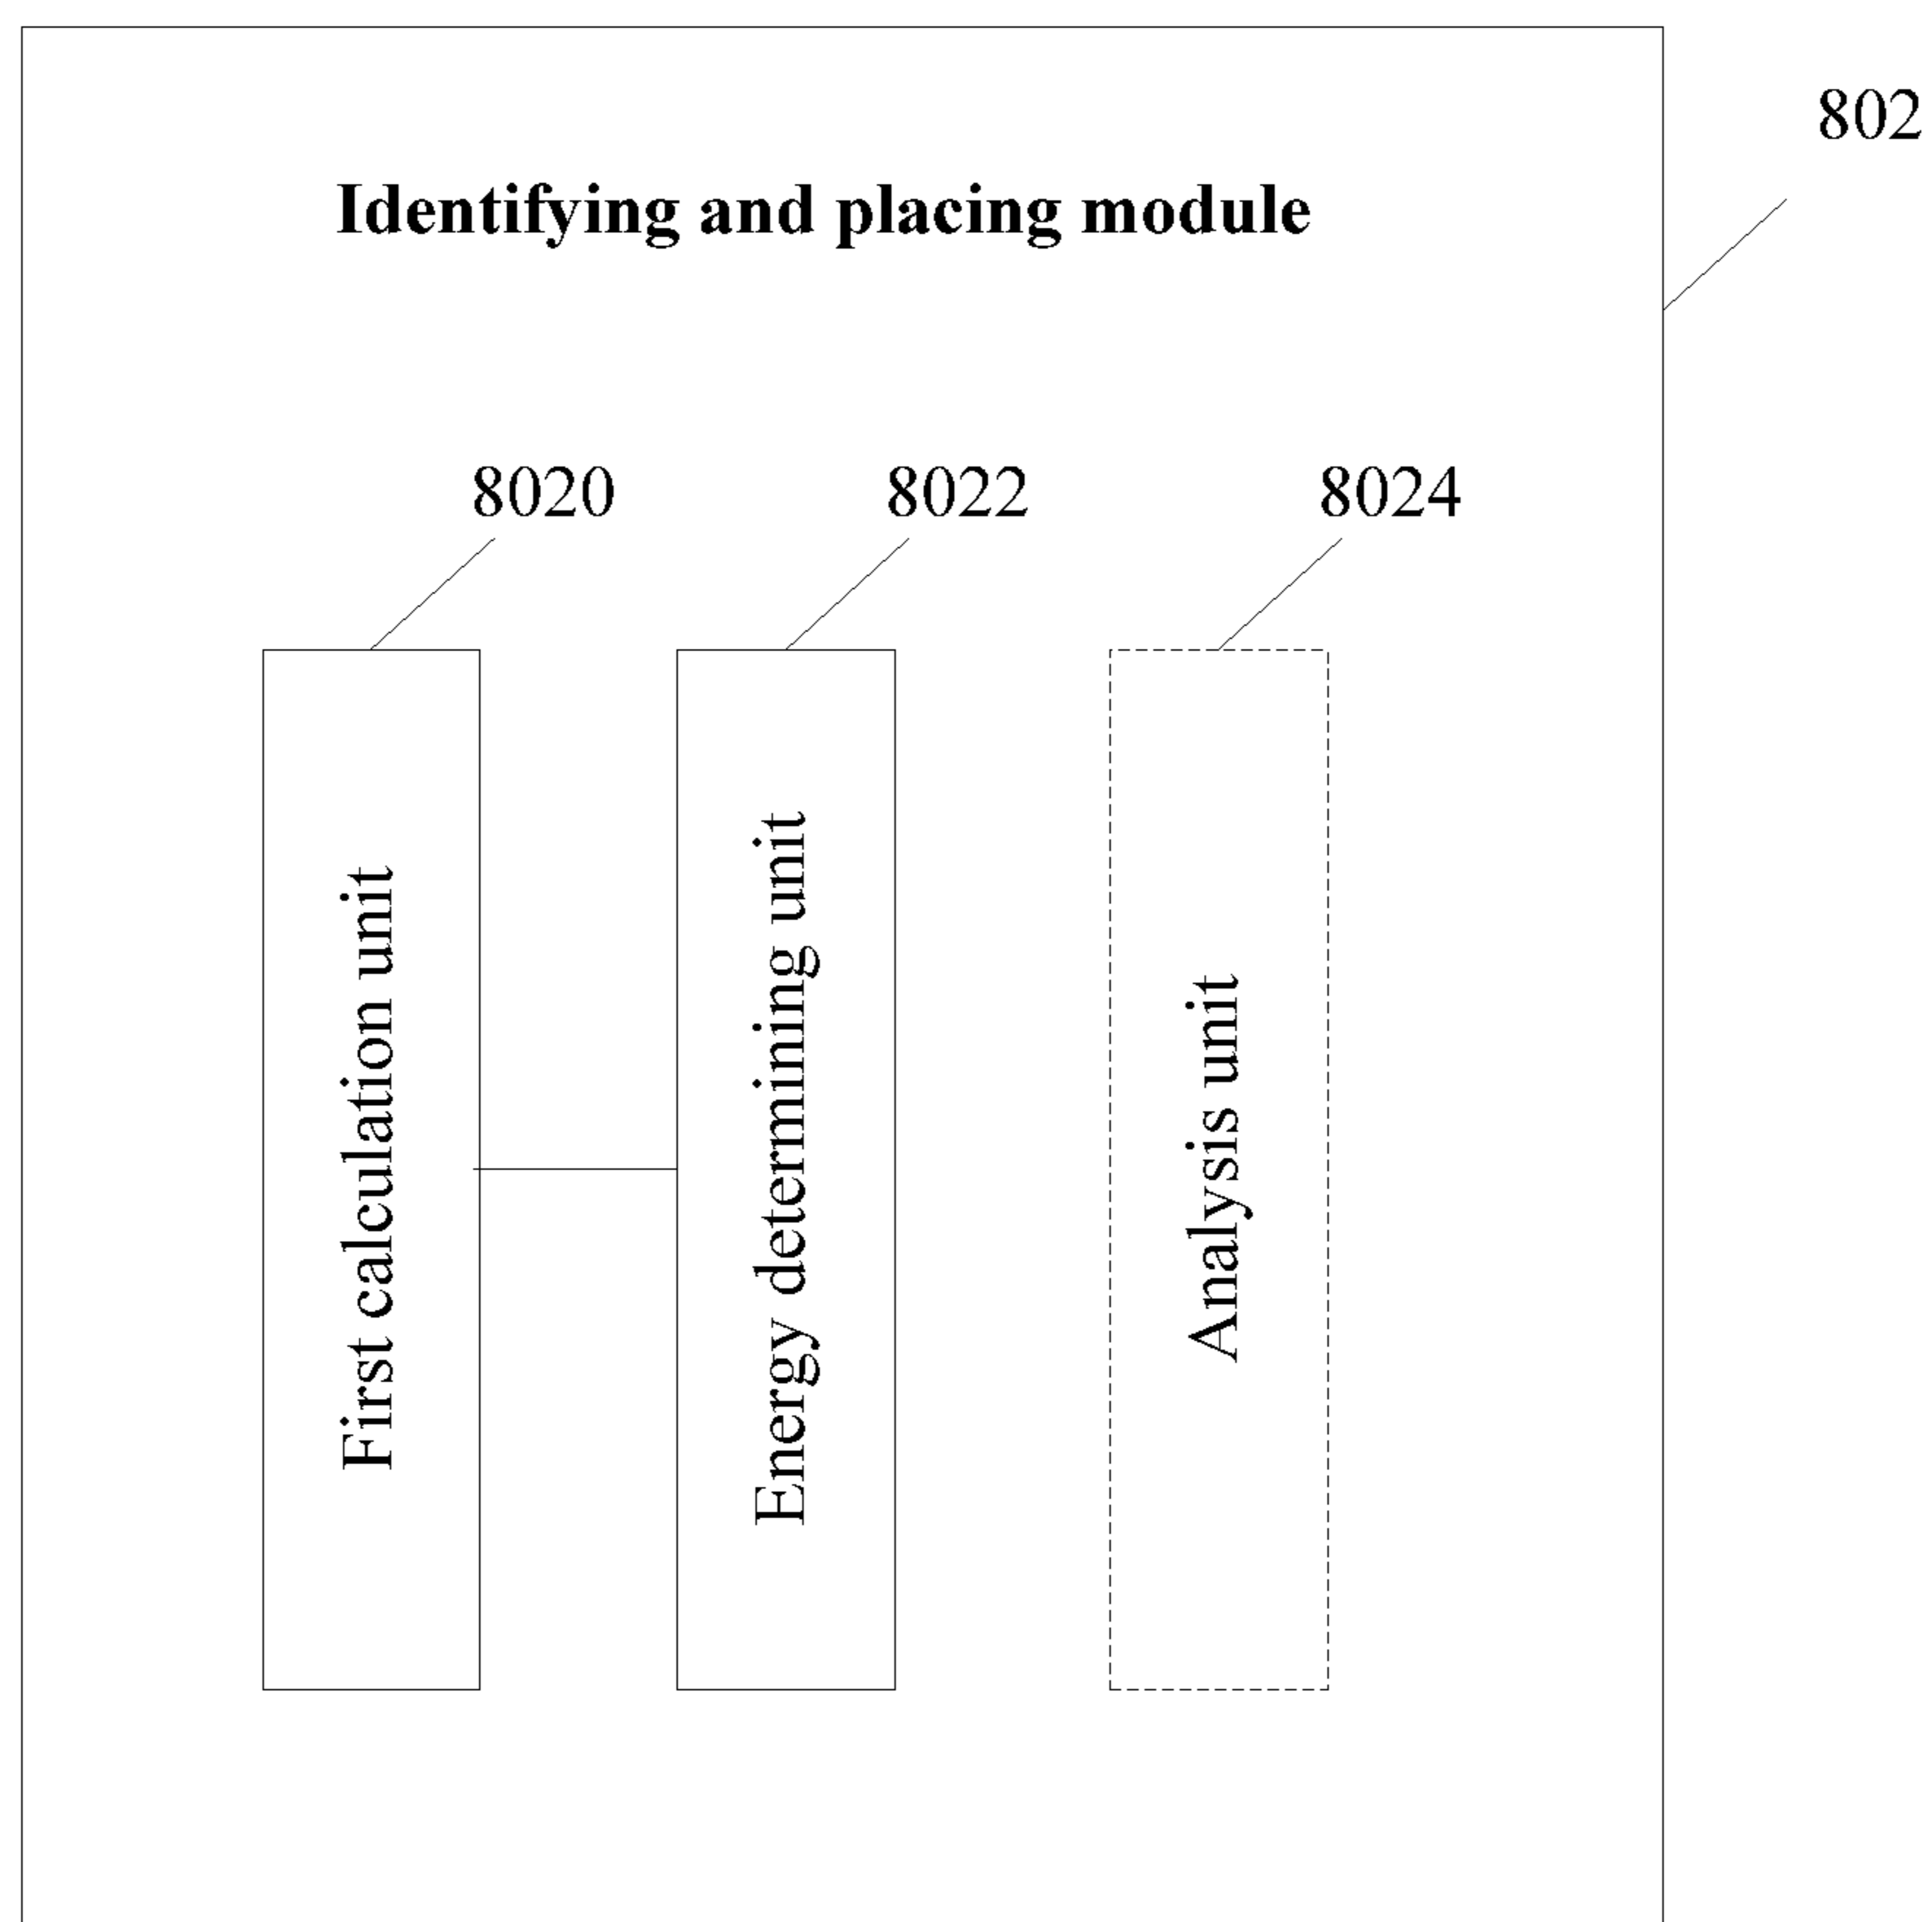 802
Identifying and placing module
8020
8022
8024
First calculation unit
Energy determining unit
Analysis unit